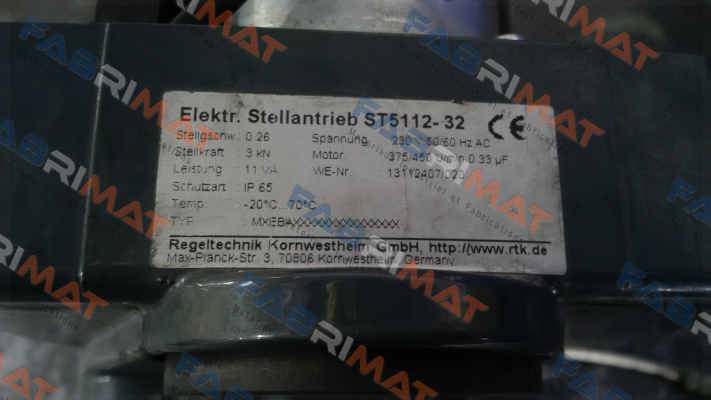 Elektr. Stellantrieb ST5112-32 CE
Stellgschw.: 0.26 Spannung : 230 V 50/60 Hz AC
Stellkraft : 3 kN Motor : 375/450 U/min 0.33 µF
Leistung : 11 VA WE-Nr. : 13112407/020
Schutzart : IP 65
Temp. : -20°C...70°C
TYP : MXEBAXXXXXXXXXXXXXXX
Regeltechnik Kornwestheim GmbH, http://www.rtk.de
Max-Planck-Str. 3, 70806 Kornwestheim, Germany
FABRIMAT